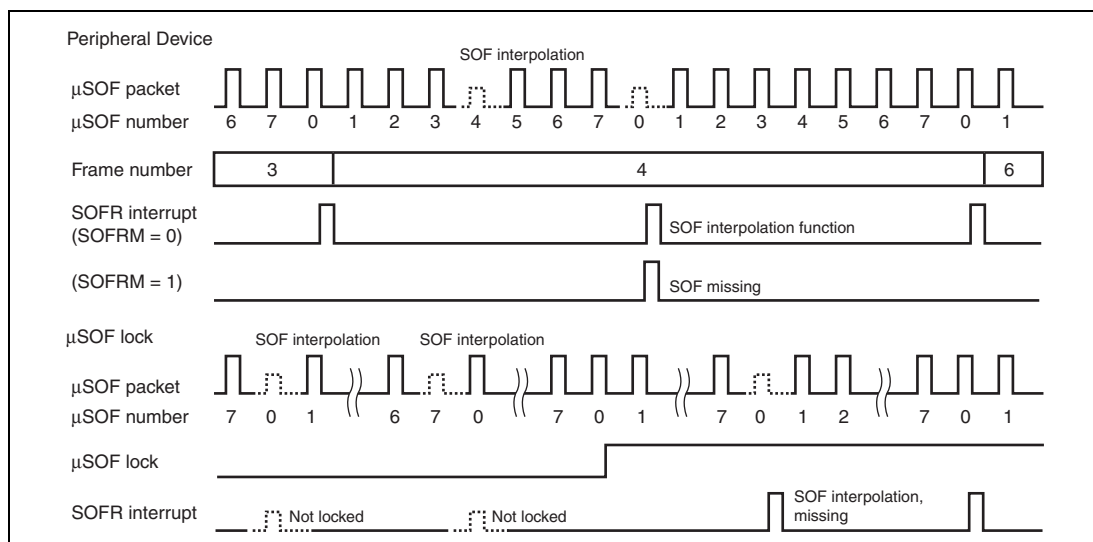 Peripheral Device
SOF interpolation
μSOF packet
μSOF number 6 7 0 1 2 3 4 5 6 7 0 1 2 3 4 5 6 7 0 1
Frame number 3 4 6
SOFR interrupt
(SOFRM = 0)
SOF interpolation function
(SOFRM = 1)
SOF missing
μSOF lock
SOF interpolation SOF interpolation
μSOF packet
μSOF number 7 0 1 6 7 0 7 0 1 7 0 1 2 7 0 1
μSOF lock
SOFR interrupt Not locked Not locked
SOF interpolation,
missing